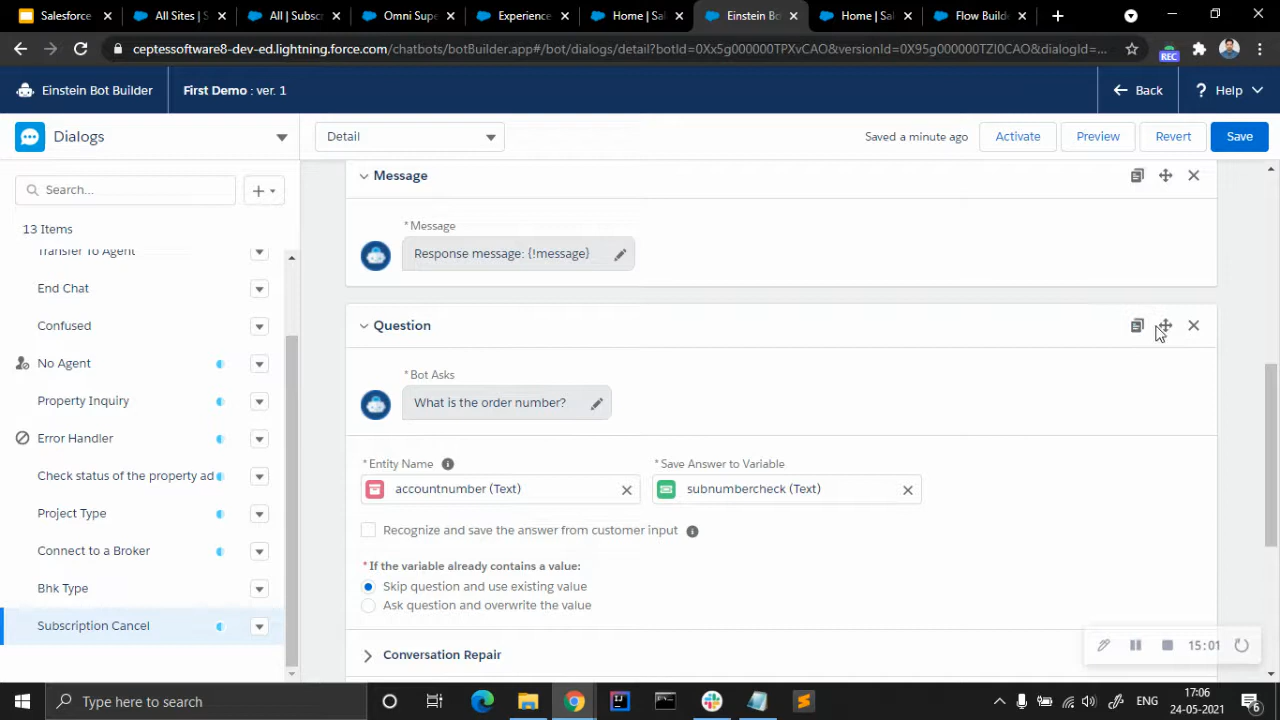 Salesforce
All Sites | S
All | Subsc
Omni Supe
Experience
Home | Sal
Einstein Bo
Home | Sal
Flow Builde
ceptessoftware8-dev-ed.lightning.force.com/chatbots/botBuilder.app#/bot/dialogs/detail?botId=0Xx5g000000TPXvCAO&versionId=0X95g000000TZl0CAO&dialogId=...
REC
Einstein Bot Builder
First Demo : ver. 1
Back
Help
Dialogs
Detail
Saved a minute ago
Activate
Preview
Revert
Save
Search...
13 Items
Transfer To Agent
End Chat
Confused
No Agent
Property Inquiry
Error Handler
Check status of the property ad
Project Type
Connect to a Broker
Bhk Type
Subscription Cancel
Message
* Message
Response message: {!message}
Question
* Bot Asks
What is the order number?
* Entity Name
* Save Answer to Variable
accountnumber (Text)
subnumbercheck (Text)
Recognize and save the answer from customer input
* If the variable already contains a value:
Skip question and use existing value
Ask question and overwrite the value
Conversation Repair
15:01
Type here to search
ENG
17:06
24-05-2021
6